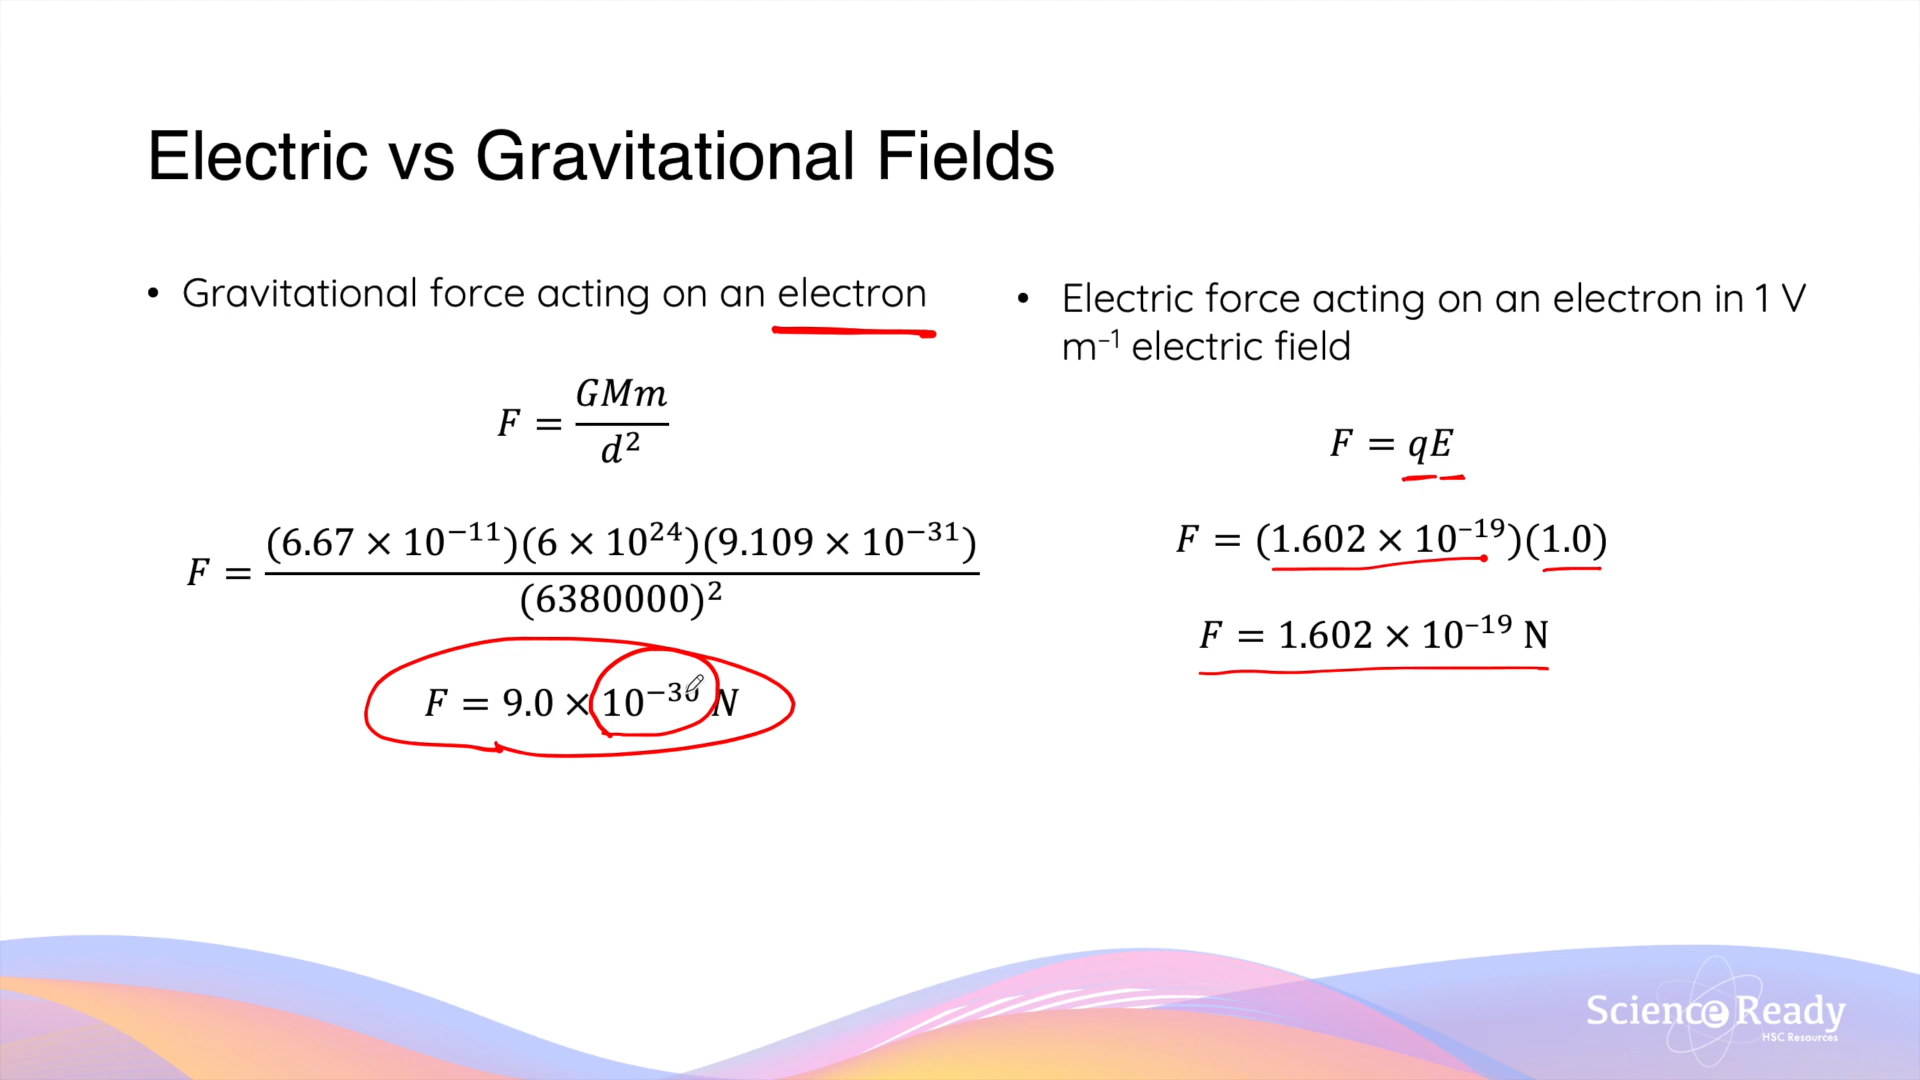 Electric vs Gravitational Fields
• Gravitational force acting on an electron
F = GMm / d²
F = (6.67 × 10⁻¹¹)(6 × 10²⁴)(9.109 × 10⁻³¹) / (6380000)²
F = 9.0 × 10⁻³⁰ N
• Electric force acting on an electron in 1 V
m⁻¹ electric field
F = qE
F = (1.602 × 10⁻¹⁹)(1.0)
F = 1.602 × 10⁻¹⁹ N
Science Ready
HSC Resources